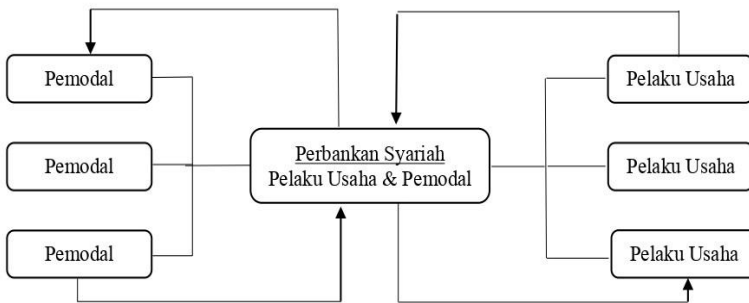 Pemodal
Pemodal
Pemodal
Perbankan Syariah
Pelaku Usaha & Pemodal
Pelaku Usaha
Pelaku Usaha
Pelaku Usaha